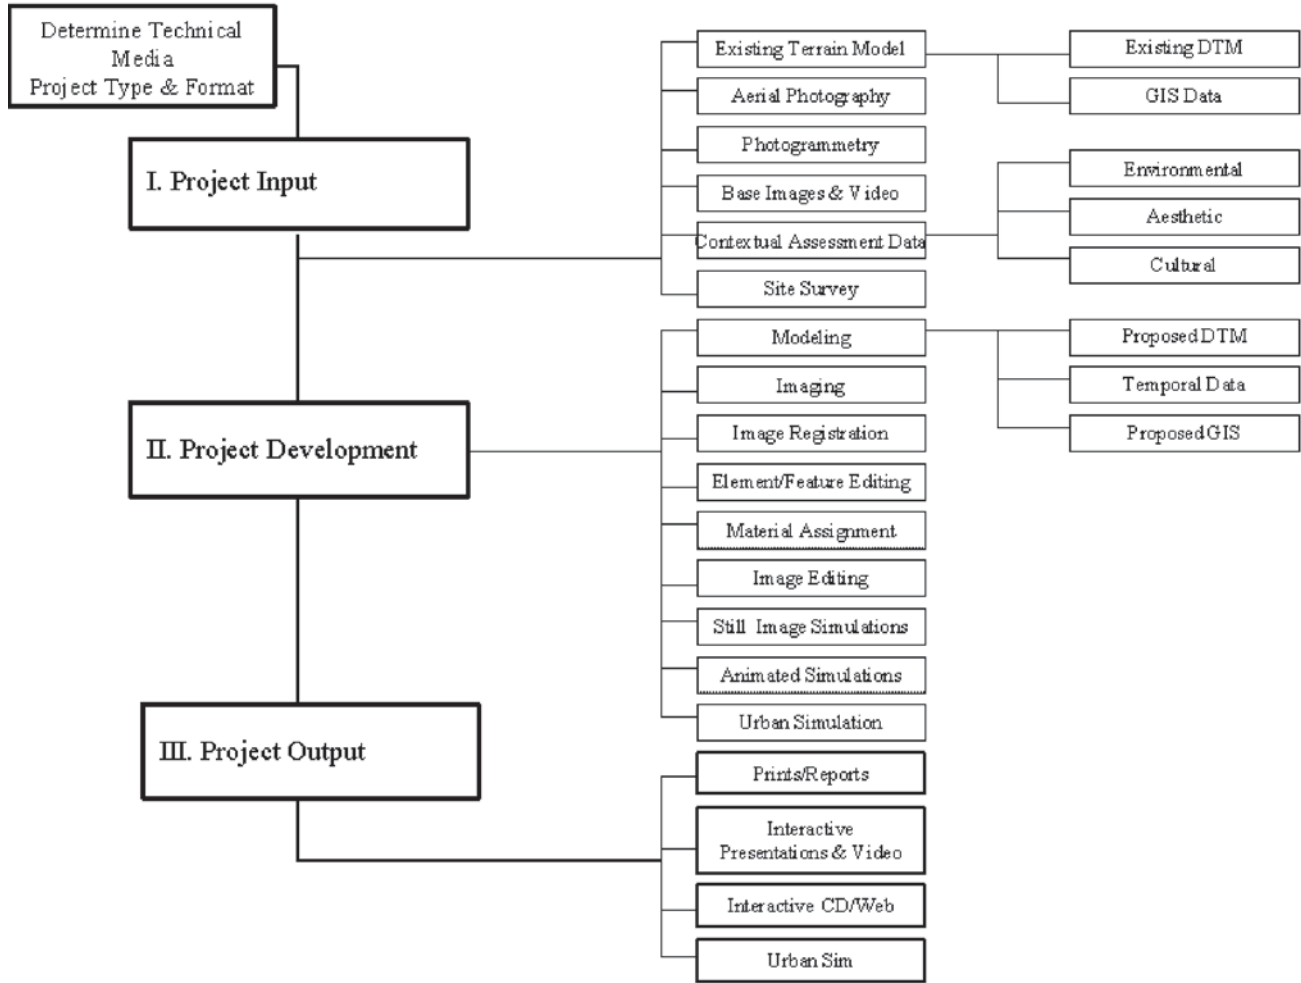 Determine Technical
Media
Project Type & Format
I. Project Input
Existing Terrain Model
Aerial Photography
Photogrammetry
Base Images & Video
Contextual Assessment Data
Site Survey
Existing DTM
GIS Data
Environmental
Aesthetic
Cultural
II. Project Development
Modeling
Imaging
Image Registration
Element/Feature Editing
Material Assignment
Image Editing
Still Image Simulations
Animated Simulations
Urban Simulation
Proposed DTM
Temporal Data
Proposed GIS
III. Project Output
Prints/Reports
Interactive
Presentations & Video
Interactive CD/Web
Urban Sim